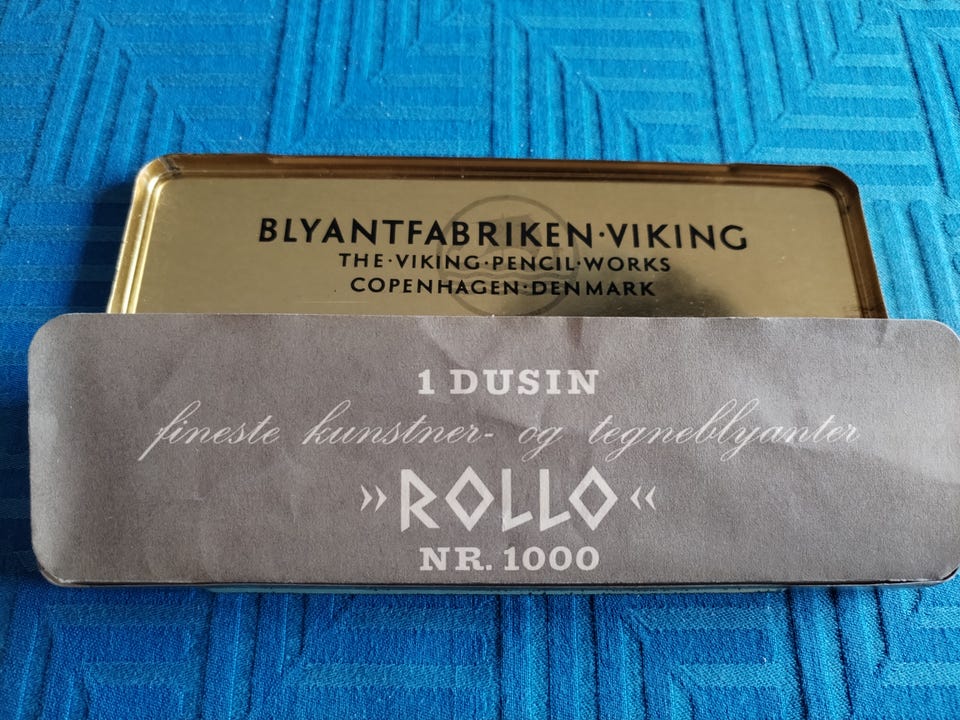 BLYANTFABRIKEN·VIKING
THE·VIKING·PENCIL·WORKS
COPENHAGEN·DENMARK
1 DUSIN
fineste kunstner- og tegneblyanter
»ROLLO«
NR. 1000